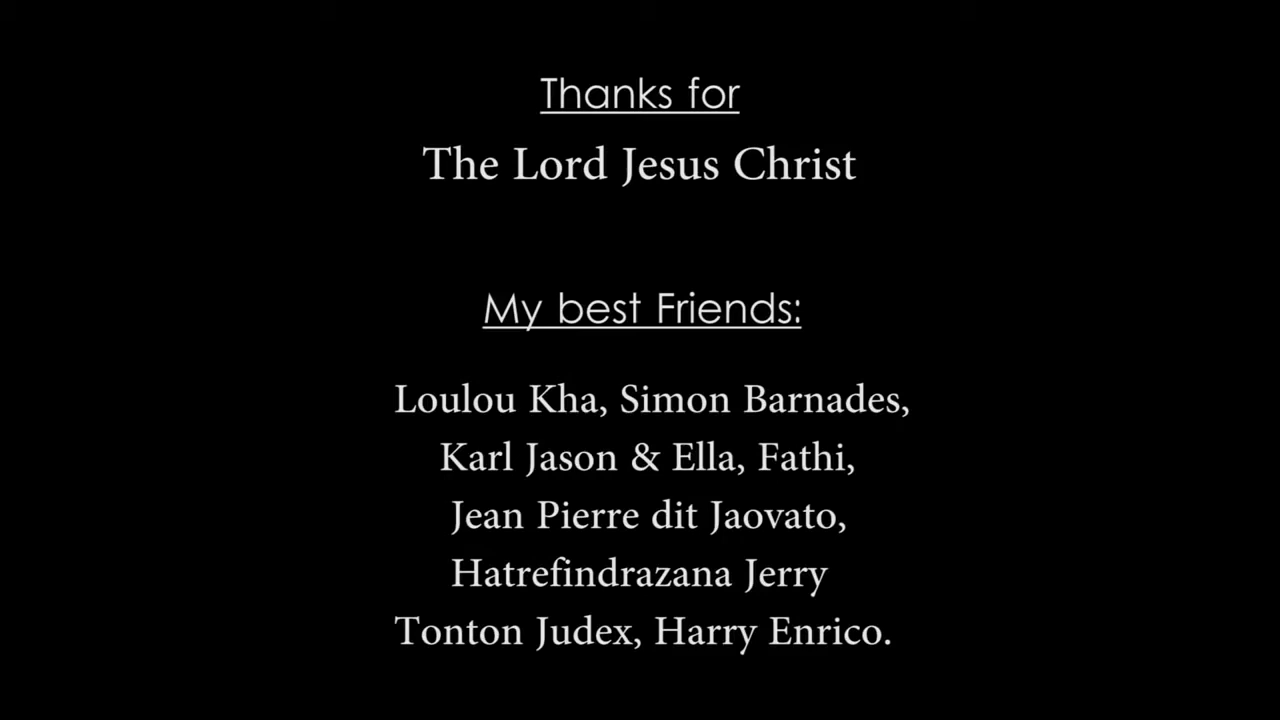 Thanks for
The Lord Jesus Christ
My best Friends:
Loulou Kha, Simon Barnades,
Karl Jason & Ella, Fathi,
Jean Pierre dit Jaovato,
Hatrefindrazana Jerry
Tonton Judex, Harry Enrico.